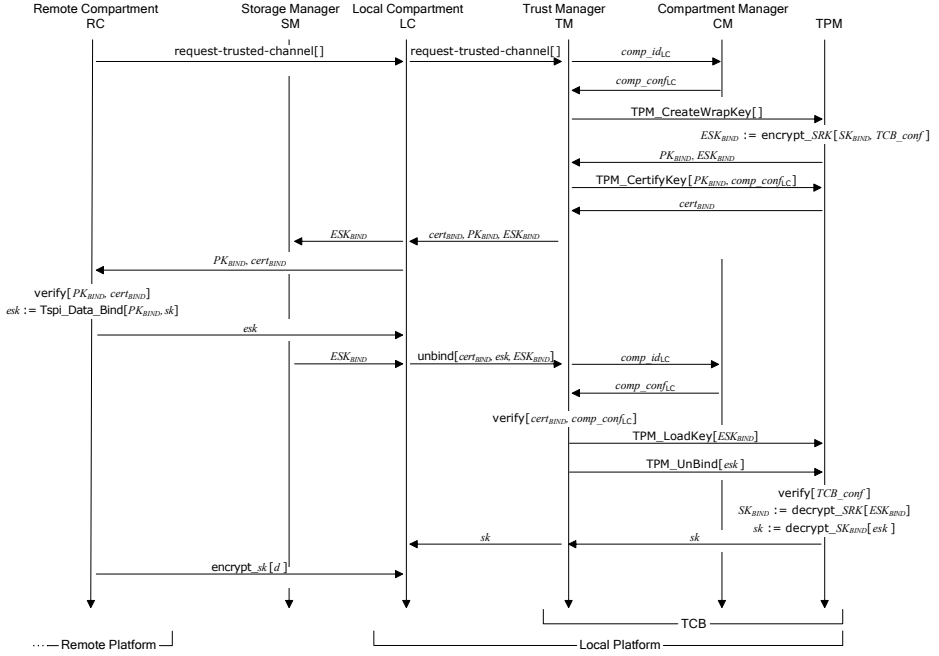 Remote Compartment Storage Manager Local Compartment Trust Manager Compartment Manager
RC SM LC TM CM TPM
request-trusted-channel[] request-trusted-channel[] comp_idLC
comp_confLC
TPM_CreateWrapKey[]
ESKBIND := encrypt_SRK[SKBIND, TCB_conf]
PKBIND, ESKBIND
TPM_CertifyKey[PKBIND, comp_confLC]
certBIND
ESKBIND certBIND, PKBIND, ESKBIND
PKBIND, certBIND
verify[PKBIND, certBIND]
esk := Tspi_Data_Bind[PKBIND, sk]
esk
ESKBIND unbind[certBIND, esk, ESKBIND] comp_idLC
comp_confLC
verify[certBIND, comp_confLC]
TPM_LoadKey[ESKBIND]
TPM_UnBind[esk]
verify[TCB_conf]
SKBIND := decrypt_SRK[ESKBIND]
sk := decrypt_SKBIND[esk]
sk sk
encrypt_sk[d]
TCB
Remote Platform Local Platform